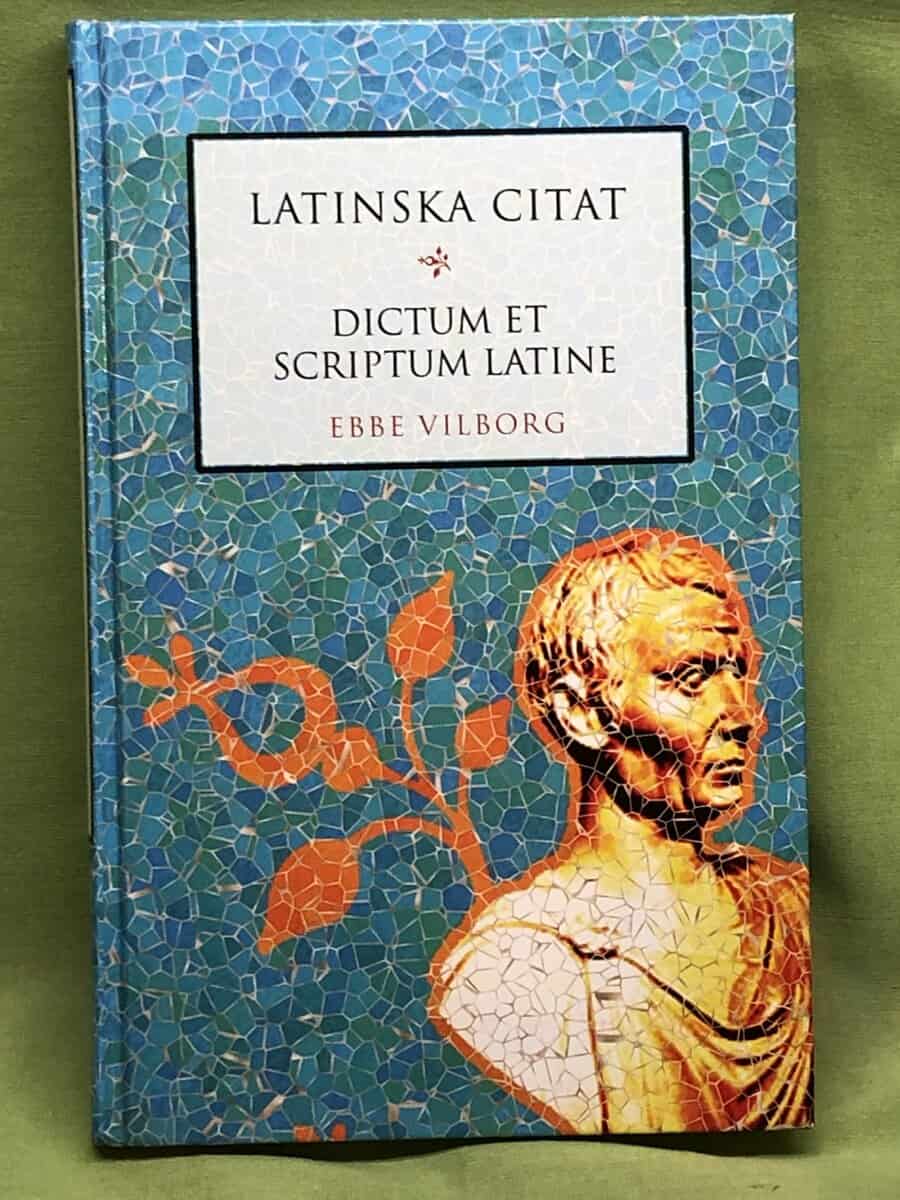 LATINSKA CITAT
DICTUM ET
SCRIPTUM LATINE
EBBE VILBORG